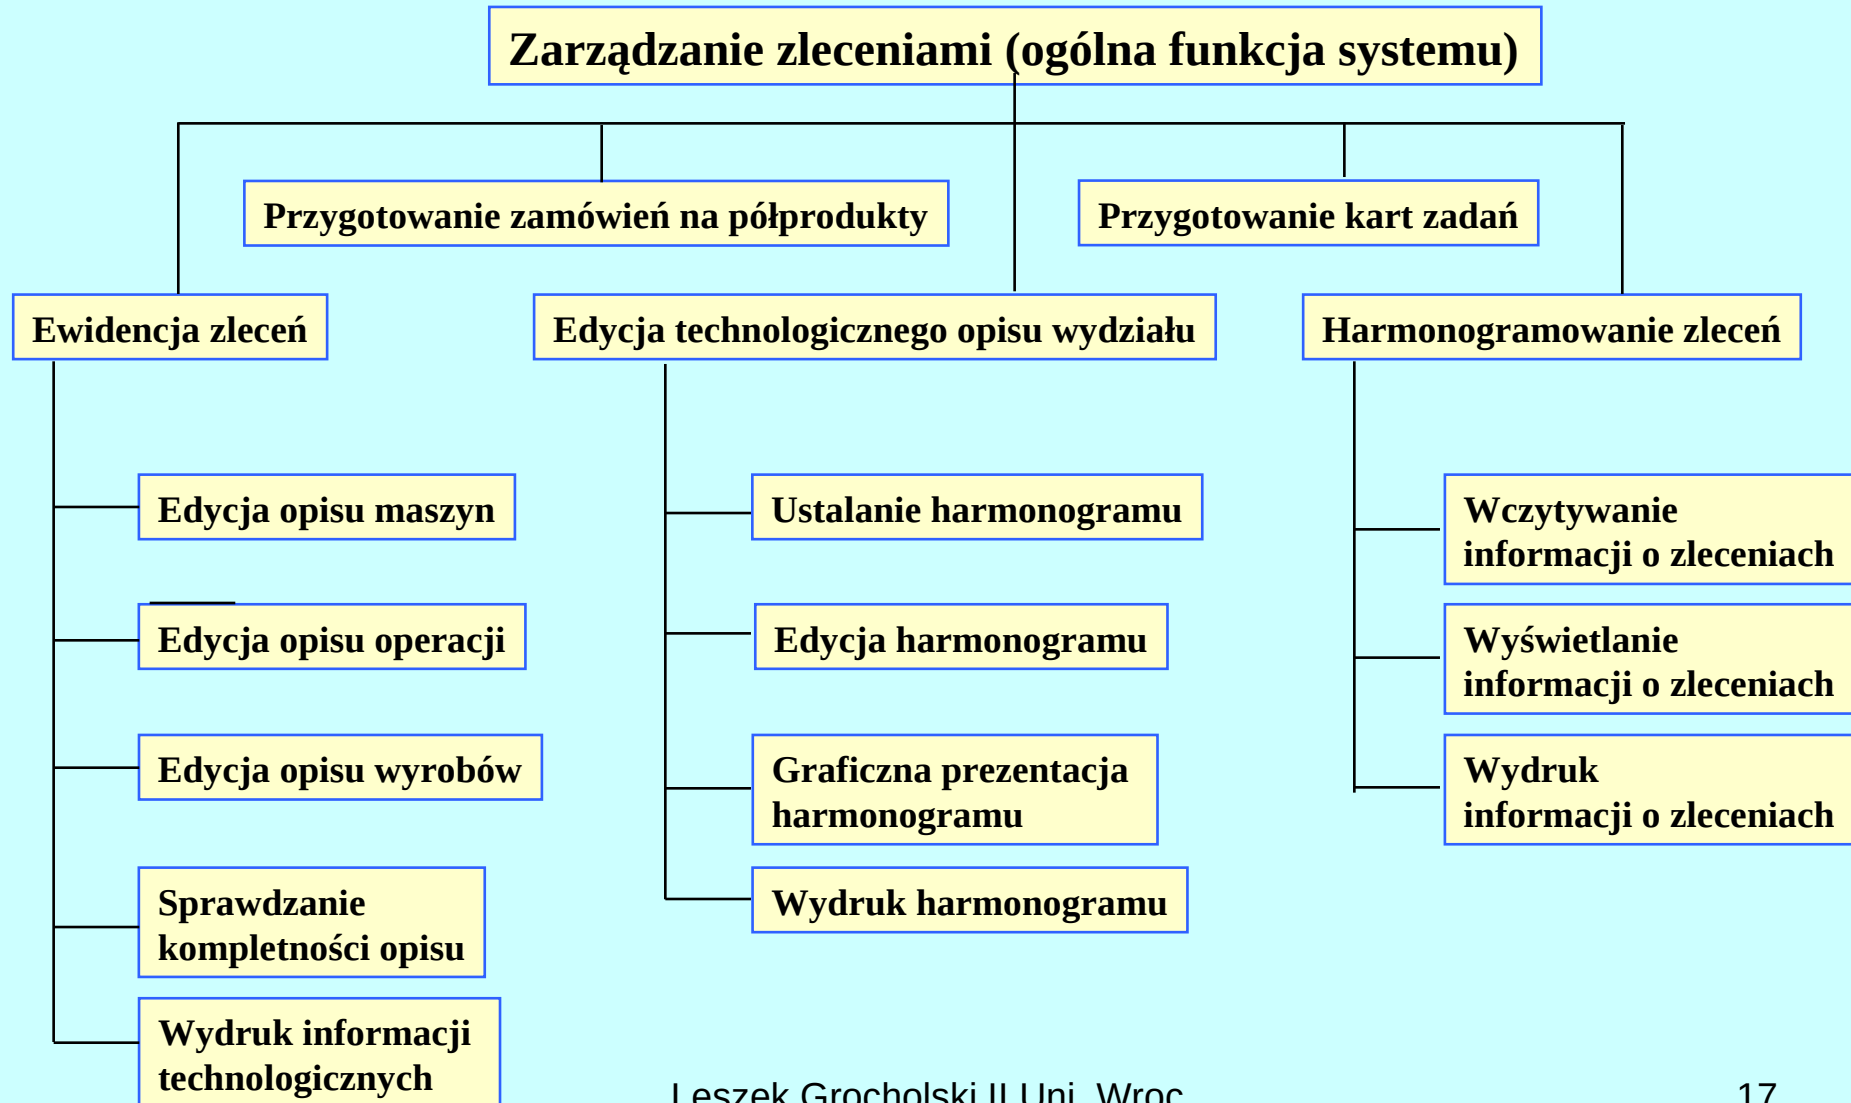 Zarządzanie zleceniami (ogólna funkcja systemu)
Przygotowanie zamówień na półprodukty
Przygotowanie kart zadań
Ewidencja zleceń
Edycja technologicznego opisu wydziału
Harmonogramowanie zleceń
Edycja opisu maszyn
Edycja opisu operacji
Edycja opisu wyrobów
Sprawdzanie
kompletności opisu
Wydruk informacji
technologicznych
Ustalanie harmonogramu
Edycja harmonogramu
Graficzna prezentacja
harmonogramu
Wydruk harmonogramu
Wczytywanie
informacji o zleceniach
Wyświetlanie
informacji o zleceniach
Wydruk
informacji o zleceniach
Leszek Grocholski II Uni. Wroc
17